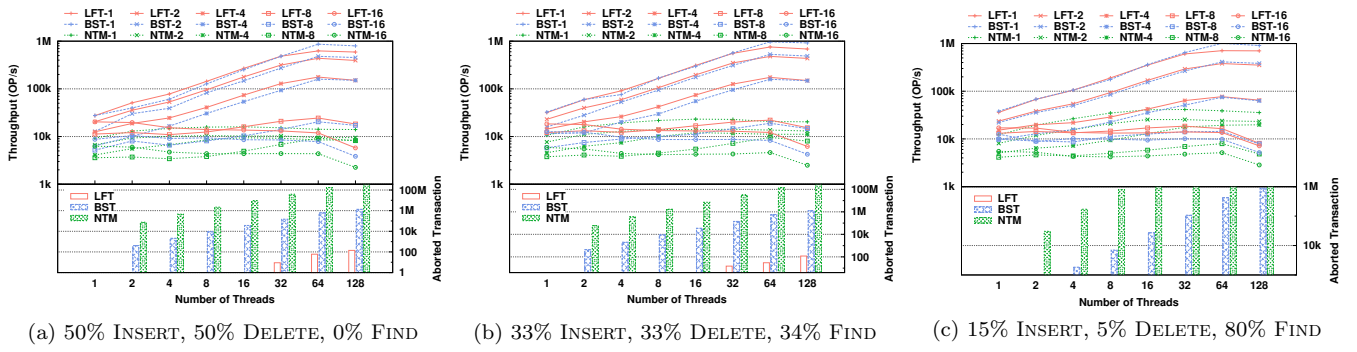 LFT-1 LFT-2 LFT-4 LFT-8 LFT-16
BST-1 BST-2 BST-4 BST-8 BST-16
NTM-1 NTM-2 NTM-4 NTM-8 NTM-16
1M
100k
10k
1k
Throughput (OP/s)
LFT
BST
NTM
100M
1M
10k
100
1
Aborted Transaction
1 2 4 8 16 32 64 128
Number of Threads
(a) 50% INSERT, 50% DELETE, 0% FIND
LFT-1 LFT-2 LFT-4 LFT-8 LFT-16
BST-1 BST-2 BST-4 BST-8 BST-16
NTM-1 NTM-2 NTM-4 NTM-8 NTM-16
1M
100k
10k
1k
Throughput (OP/s)
LFT
BST
NTM
100M
1M
10k
100
Aborted Transaction
1 2 4 8 16 32 64 128
Number of Threads
(b) 33% INSERT, 33% DELETE, 34% FIND
LFT-1 LFT-2 LFT-4 LFT-8 LFT-16
BST-1 BST-2 BST-4 BST-8 BST-16
NTM-1 NTM-2 NTM-4 NTM-8 NTM-16
1M
100k
10k
1k
Throughput (OP/s)
LFT
BST
NTM
1M
10k
Aborted Transaction
1 2 4 8 16 32 64 128
Number of Threads
(c) 15% INSERT, 5% DELETE, 80% FIND